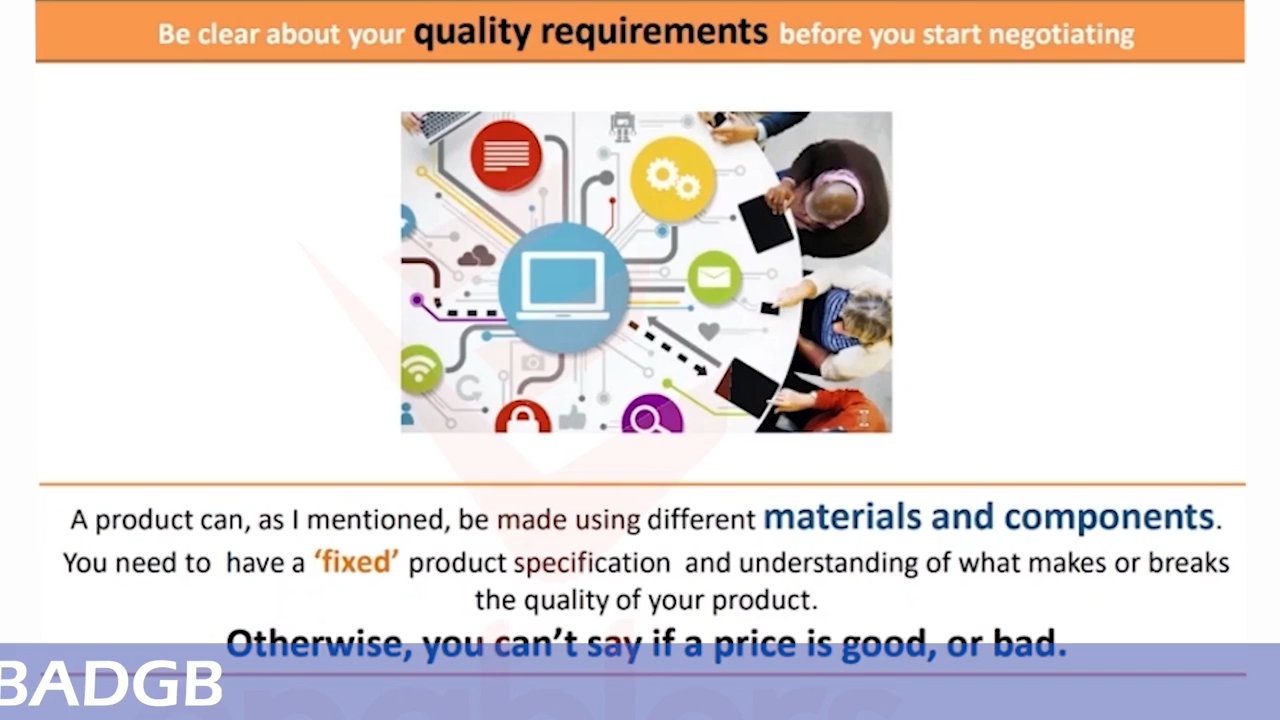 Be clear about your quality requirements before you start negotiating
A product can, as I mentioned, be made using different materials and components.
You need to have a ‘fixed’ product specification and understanding of what makes or breaks
the quality of your product.
Otherwise, you can’t say if a price is good, or bad.
BADGB
enablers